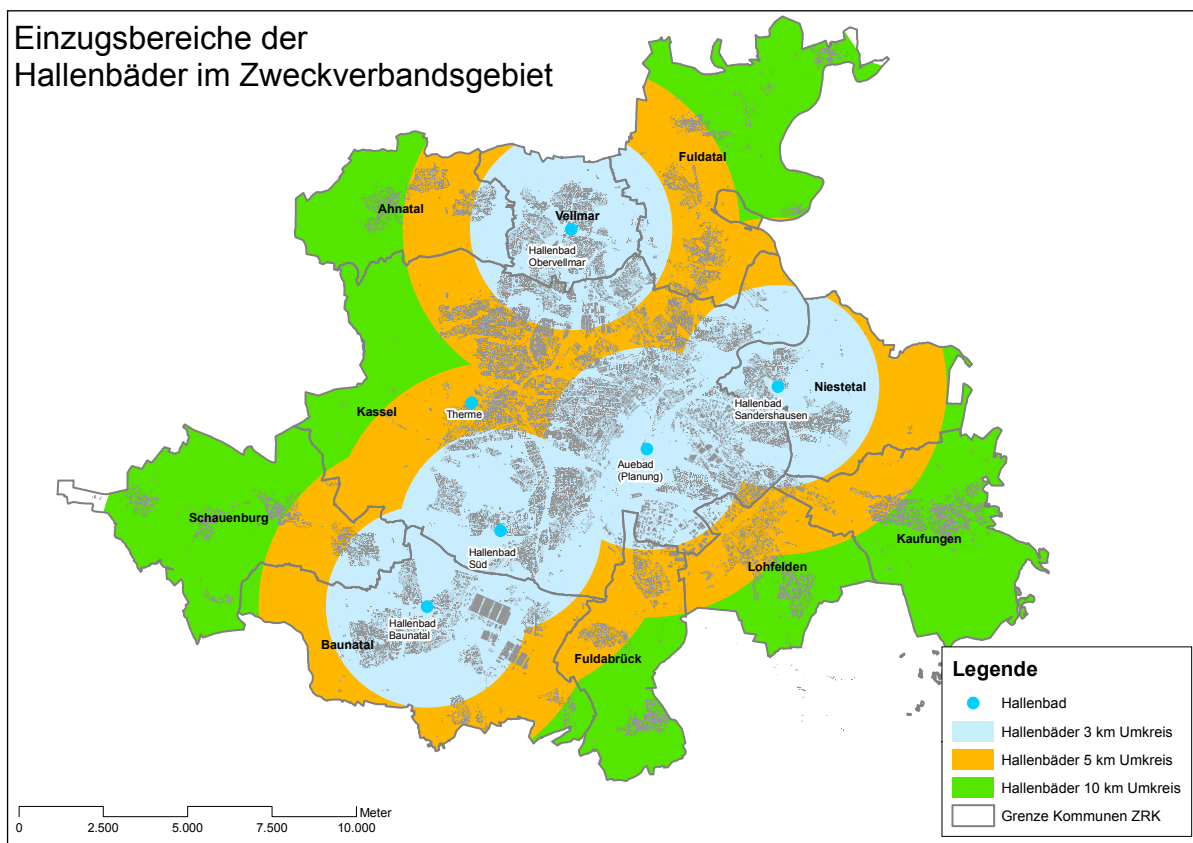 Einzugsbereiche der
Hallenbäder im Zweckverbandsgebiet
Fuldatal
Ahnatal
Vellmar
Hallenbad
Obervellmar
Niestetal
Hallenbad
Sandershausen
Kassel
Therme
Auebad
(Planung)
Schauenburg
Hallenbad
Süd
Kaufungen
Lohfelden
Hallenbad
Baunatal
Baunatal
Fuldabrück
Legende
Hallenbad
Hallenbäder 3 km Umkreis
Hallenbäder 5 km Umkreis
Hallenbäder 10 km Umkreis
Grenze Kommunen ZRK
Meter
0 2.500 5.000 7.500 10.000